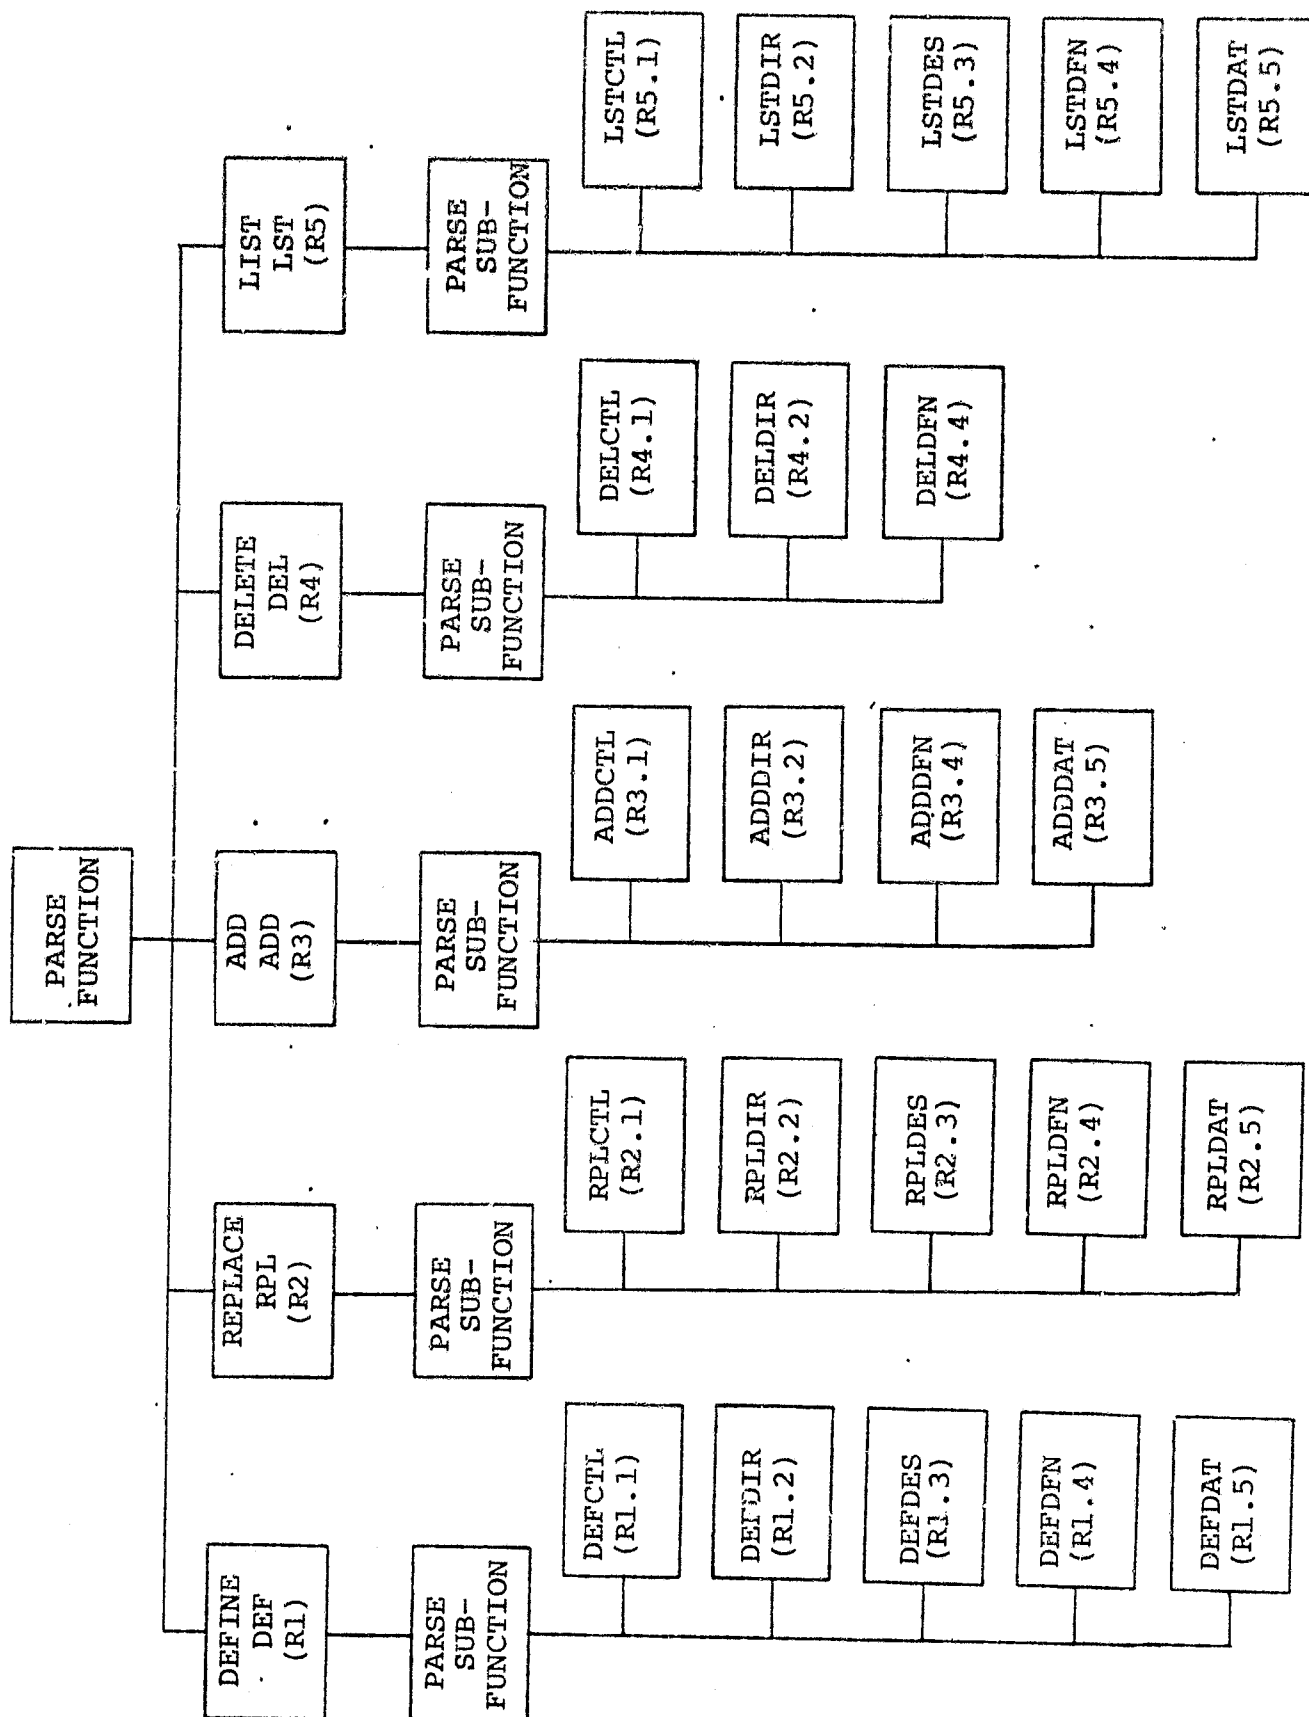 PARSE
FUNCTION
DEFINE
DEF
(R1)
REPLACE
RPL
(R2)
ADD
ADD
(R3)
DELETE
DEL
(R4)
LIST
LST
(R5)
PARSE
SUB-
FUNCTION
PARSE
SUB-
FUNCTION
PARSE
SUB-
FUNCTION
PARSE
SUB-
FUNCTION
PARSE
SUB-
FUNCTION
DEFCTL
(R1.1)
DEFDIR
(R1.2)
DEFDES
(R1.3)
DEFDFN
(R1.4)
DEFDAT
(R1.5)
RPLCTL
(R2.1)
RPLDIR
(R2.2)
RPLDES
(R2.3)
RPLDFN
(R2.4)
RPLDAT
(R2.5)
ADDCTL
(R3.1)
ADDDIR
(R3.2)
ADDDFN
(R3.4)
ADDDAT
(R3.5)
DELCTL
(R4.1)
DELDIR
(R4.2)
DELDFN
(R4.4)
LSTCTL
(R5.1)
LSTDIR
(R5.2)
LSTDES
(R5.3)
LSTDFN
(R5.4)
LSTDAT
(R5.5)